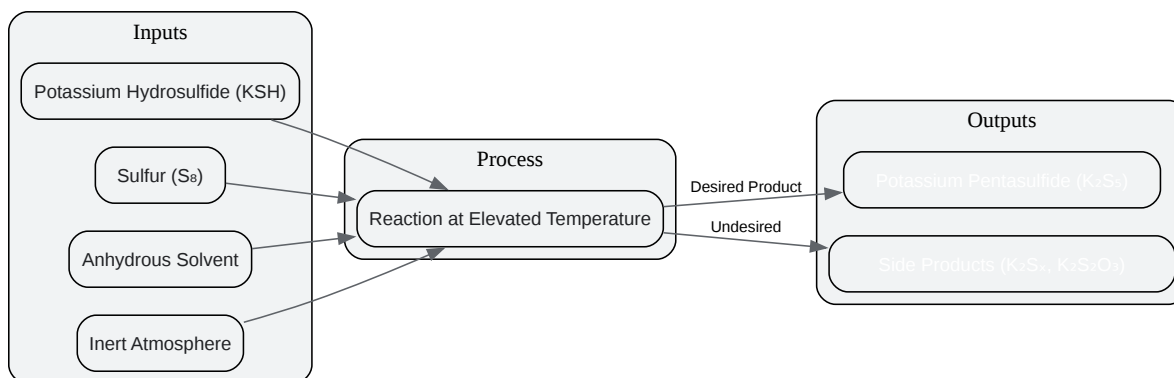 Inputs
Potassium Hydrosulfide (KSH)
Sulfur (S₈)
Anhydrous Solvent
Inert Atmosphere
Process
Reaction at Elevated Temperature
Desired Product
Undesired
Outputs
Potassium Pentasulfide (K₂S₅)
Side Products (K₂Sₓ, K₂S₂O₃)